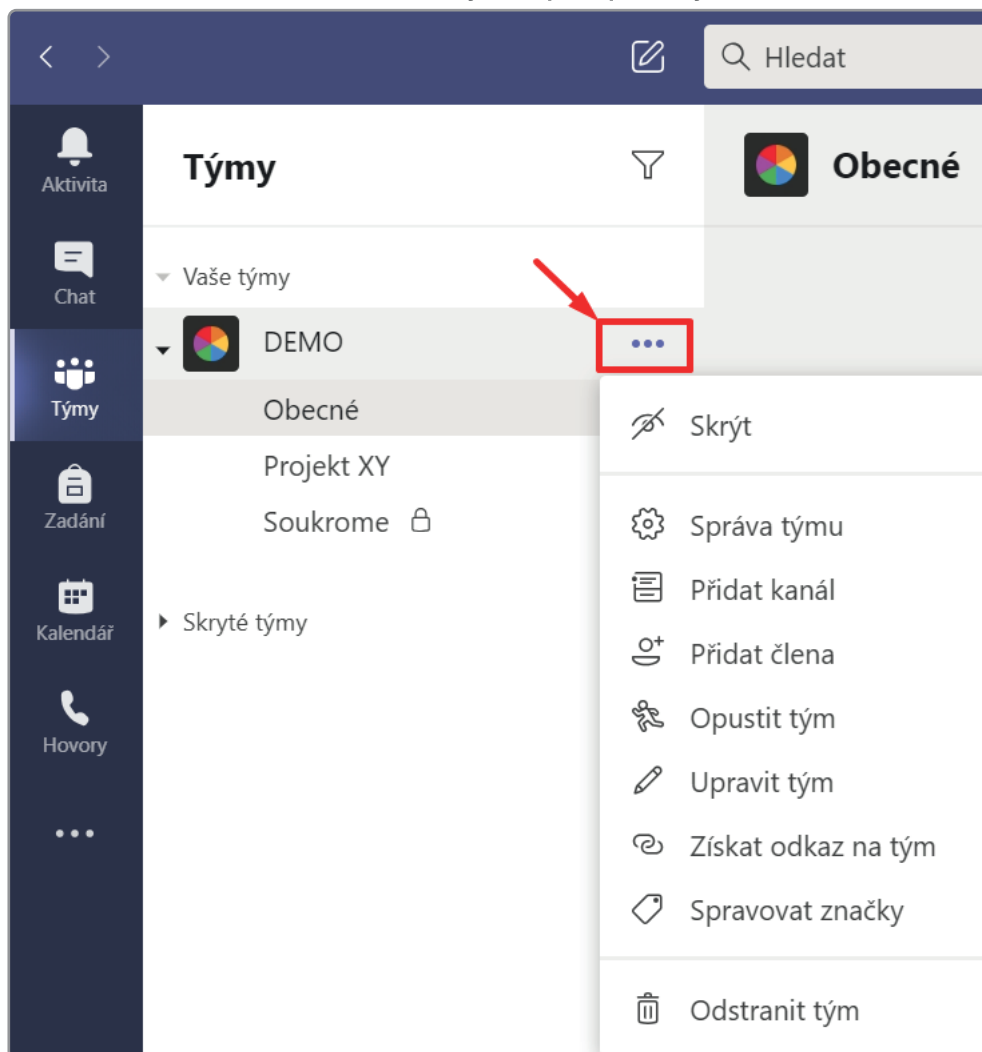 Hledat
Aktivita
Týmy
Obecné
Chat
Vaše týmy
DEMO
Týmy
Obecné
Skrýt
Projekt XY
Zadání
Soukrome
Správa týmu
Přidat kanál
Kalendář
Skryté týmy
Přidat člena
Opustit tým
Hovory
Upravit tým
Získat odkaz na tým
Spravovat značky
Odstranit tým